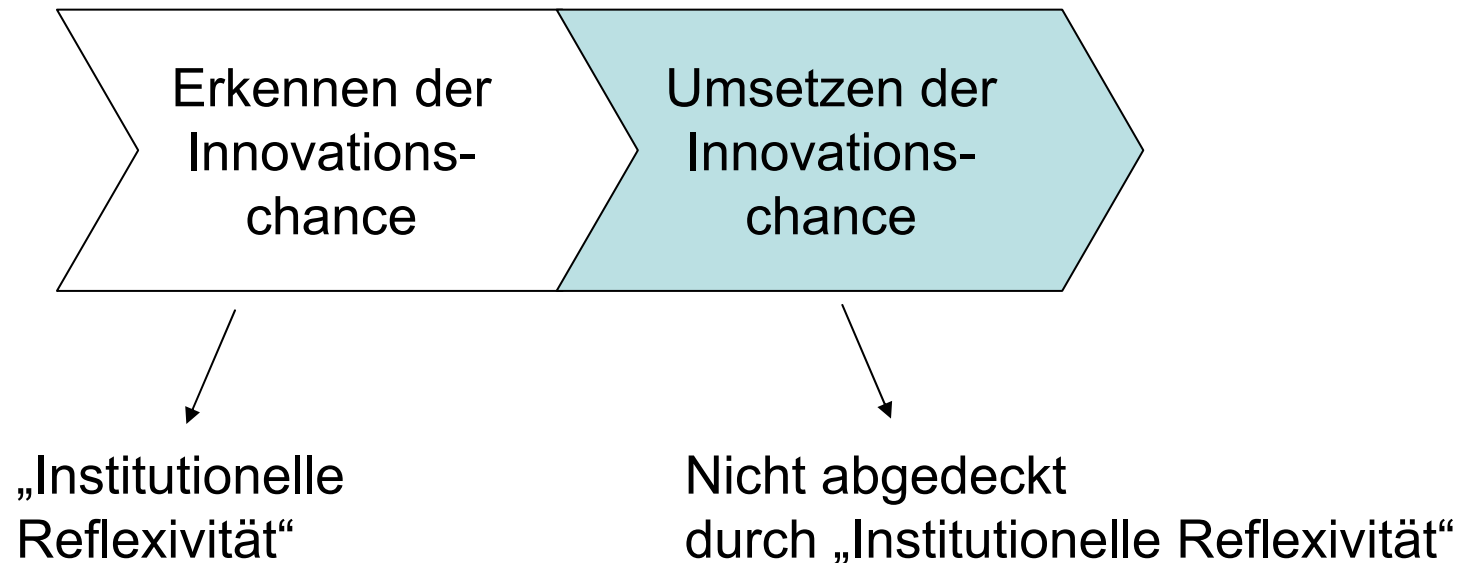 Erkennen der
Innovations-
chance
Umsetzen der
Innovations-
chance
„Institutionelle
Reflexivität“
Nicht abgedeckt
durch „Institutionelle Reflexivität“